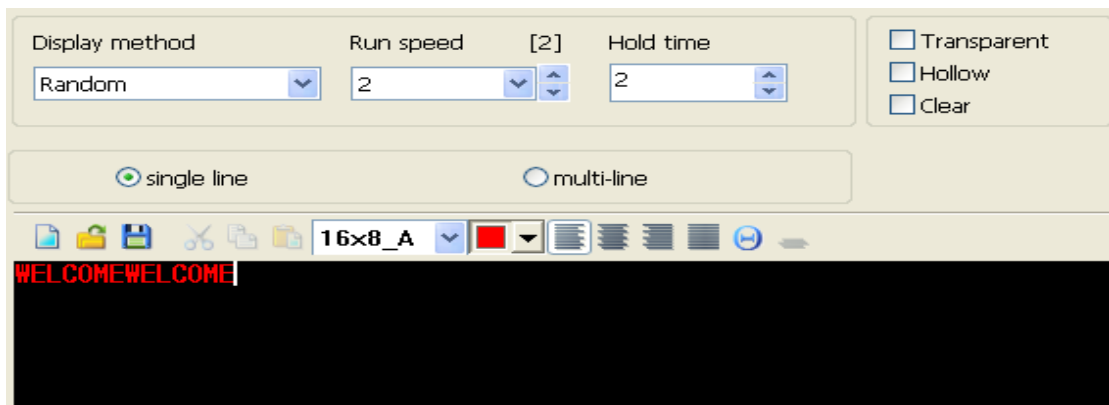 Display method Run speed [2] Hold time Transparent
Random 2 2 Hollow
Clear
single line multi-line
16x8_A
WELCOMEWELCOME